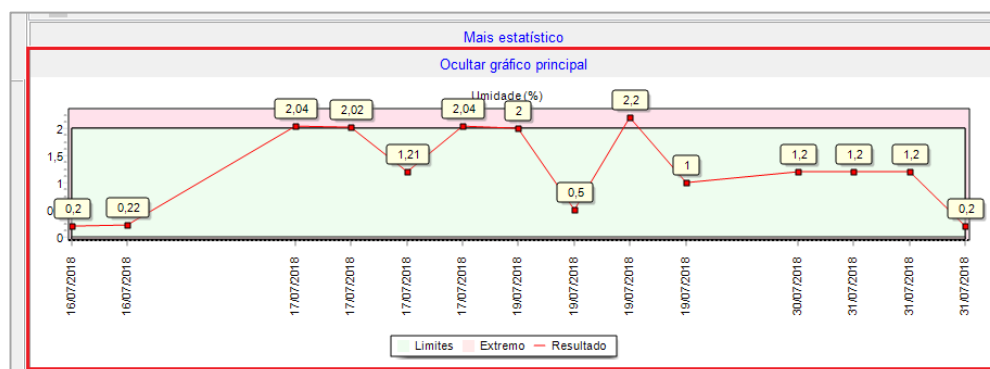 Mais estatístico
Ocultar gráfico principal
Umidade (%)
2,04 2,02 2,04 2 2,2
2
1,5 1,21 1,2 1,2 1,2
1 1
0,2 0,22 0,5 0,2
0
16/07/2018 16/07/2018 17/07/2018 17/07/2018 17/07/2018 17/07/2018 19/07/2018 19/07/2018 19/07/2018 19/07/2018 30/07/2018 31/07/2018 31/07/2018 31/07/2018
Limites Extremo Resultado